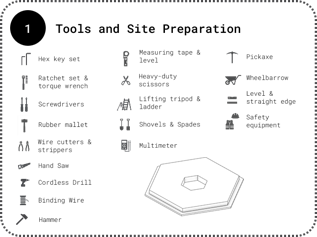 1 Tools and Site Preparation
Hex key set
Ratchet set &
torque wrench
Screwdrivers
Rubber mallet
Wire cutters &
strippers
Hand Saw
Cordless Drill
Binding Wire
Hammer
Measuring tape &
level
Heavy-duty
scissors
Lifting tripod &
ladder
Shovels & Spades
Multimeter
Pickaxe
Wheelbarrow
Level &
straight edge
Safety
equipment